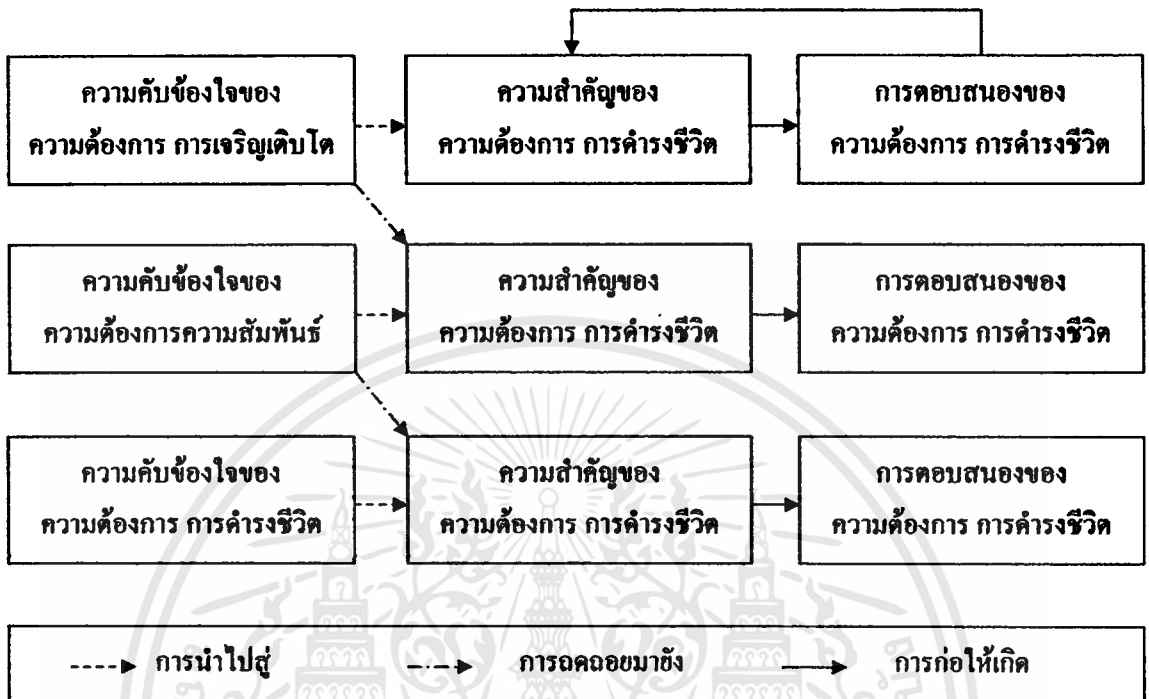 ความคับข้องใจของ
ความต้องการ การเจริญเติบโต
ความสำคัญของ
ความต้องการ การดำรงชีวิต
การตอบสนองของ
ความต้องการ การดำรงชีวิต
ความคับข้องใจของ
ความต้องการความสัมพันธ์
ความสำคัญของ
ความต้องการ การดำรงชีวิต
การตอบสนองของ
ความต้องการ การดำรงชีวิต
ความคับข้องใจของ
ความต้องการ การดำรงชีวิต
ความสำคัญของ
ความต้องการ การดำรงชีวิต
การตอบสนองของ
ความต้องการ การดำรงชีวิต
การนำไปสู่
การถดถอยมายัง
การก่อให้เกิด